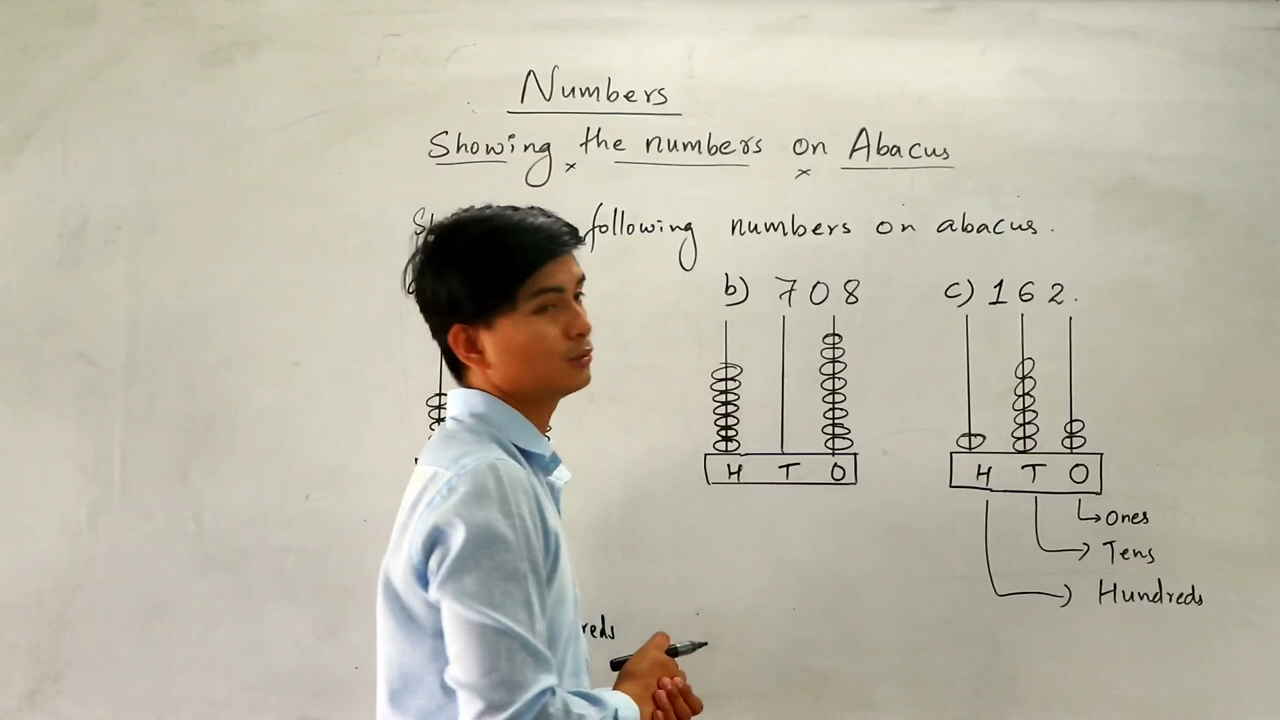 Numbers
Showing the numbers on Abacus
following numbers on abacus.
b) 708
c) 162.
H T O
H T O
Ones
Tens
Hundreds